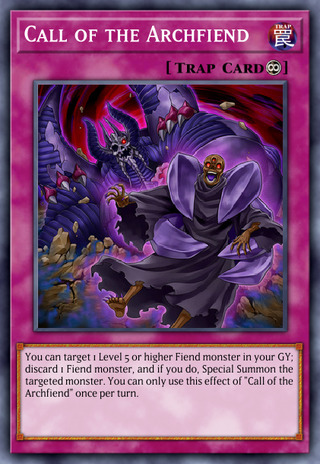 Call of the Archfiend
TRAP
罠
[ Trap Card ]
You can target 1 Level 5 or higher Fiend monster in your GY;
discard 1 Fiend monster, and if you do, Special Summon the
targeted monster. You can only use this effect of "Call of the
Archfiend" once per turn.